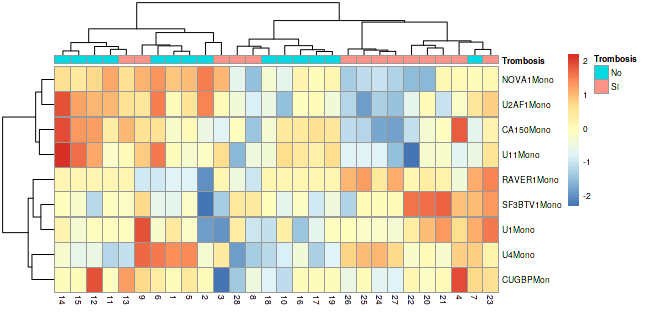 Trombosis
NOVA1Mono
U2AF1Mono
CA150Mono
U11Mono
RAVER1Mono
SF3BTV1Mono
U1Mono
U4Mono
CUGBPMon
14 15 12 11 13 9 6 1 5 2 3 28 8 18 10 16 17 19 26 25 24 27 22 20 21 4 7 23
2
1
0
-1
-2
Trombosis
No
SI